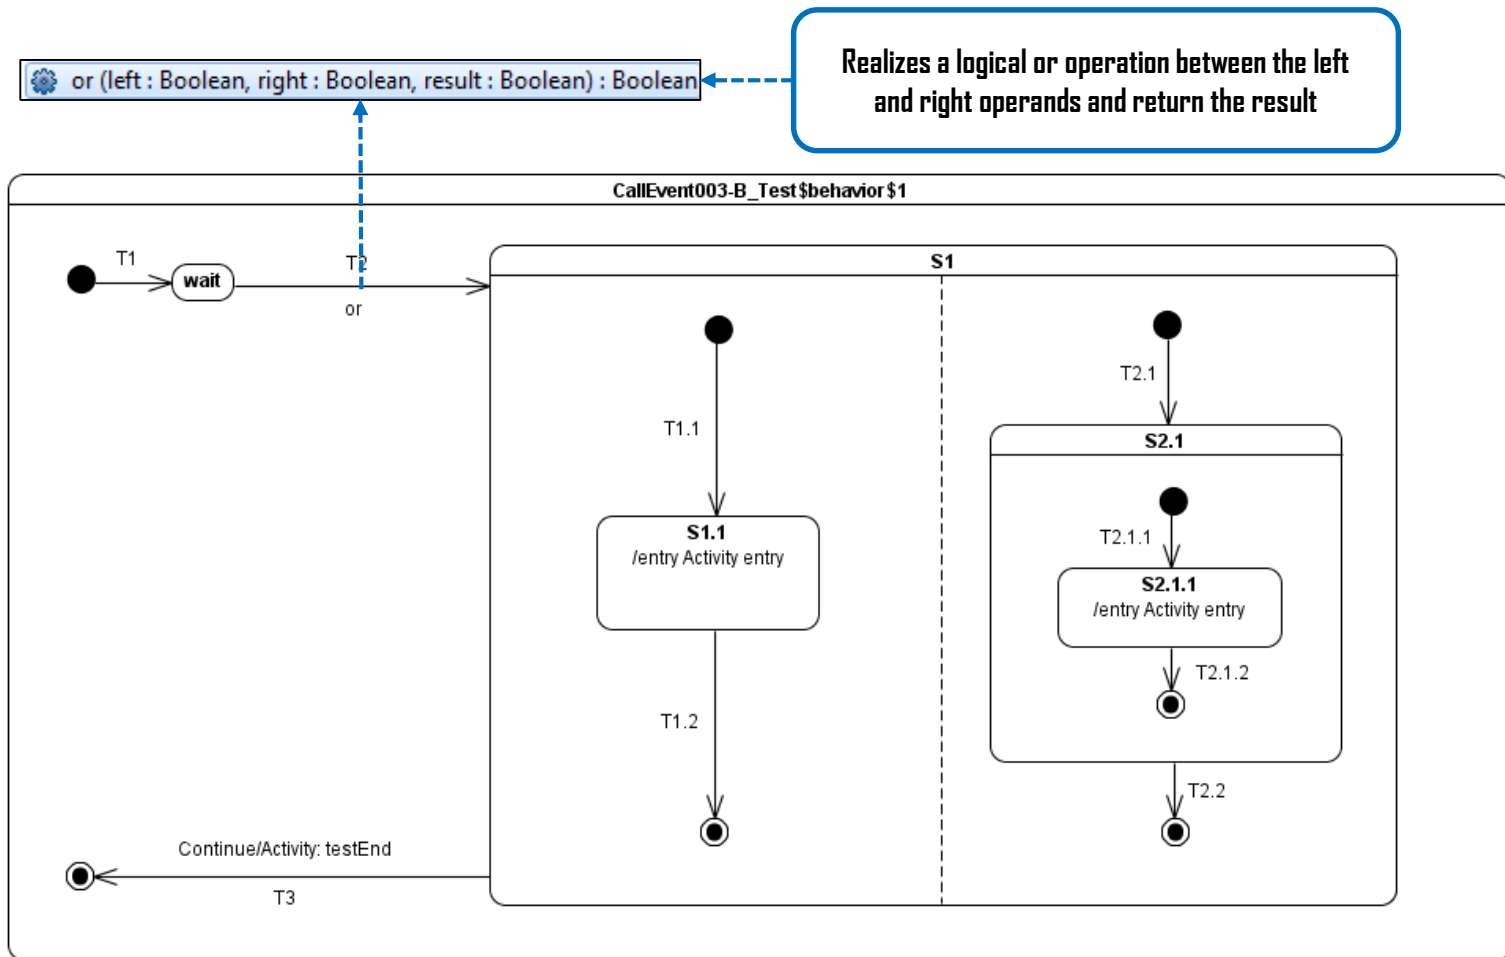 Realizes a logical or operation between the left
and right operands and return the result
or (left : Boolean, right : Boolean, result : Boolean) : Boolean
CallEvent003-B_Test$behavior$1
T1
wait
T2
or
S1
T1.1
S1.1
/entry Activity entry
T1.2
T2.1
S2.1
T2.1.1
S2.1.1
/entry Activity entry
T2.1.2
T2.2
Continue/Activity: testEnd
T3